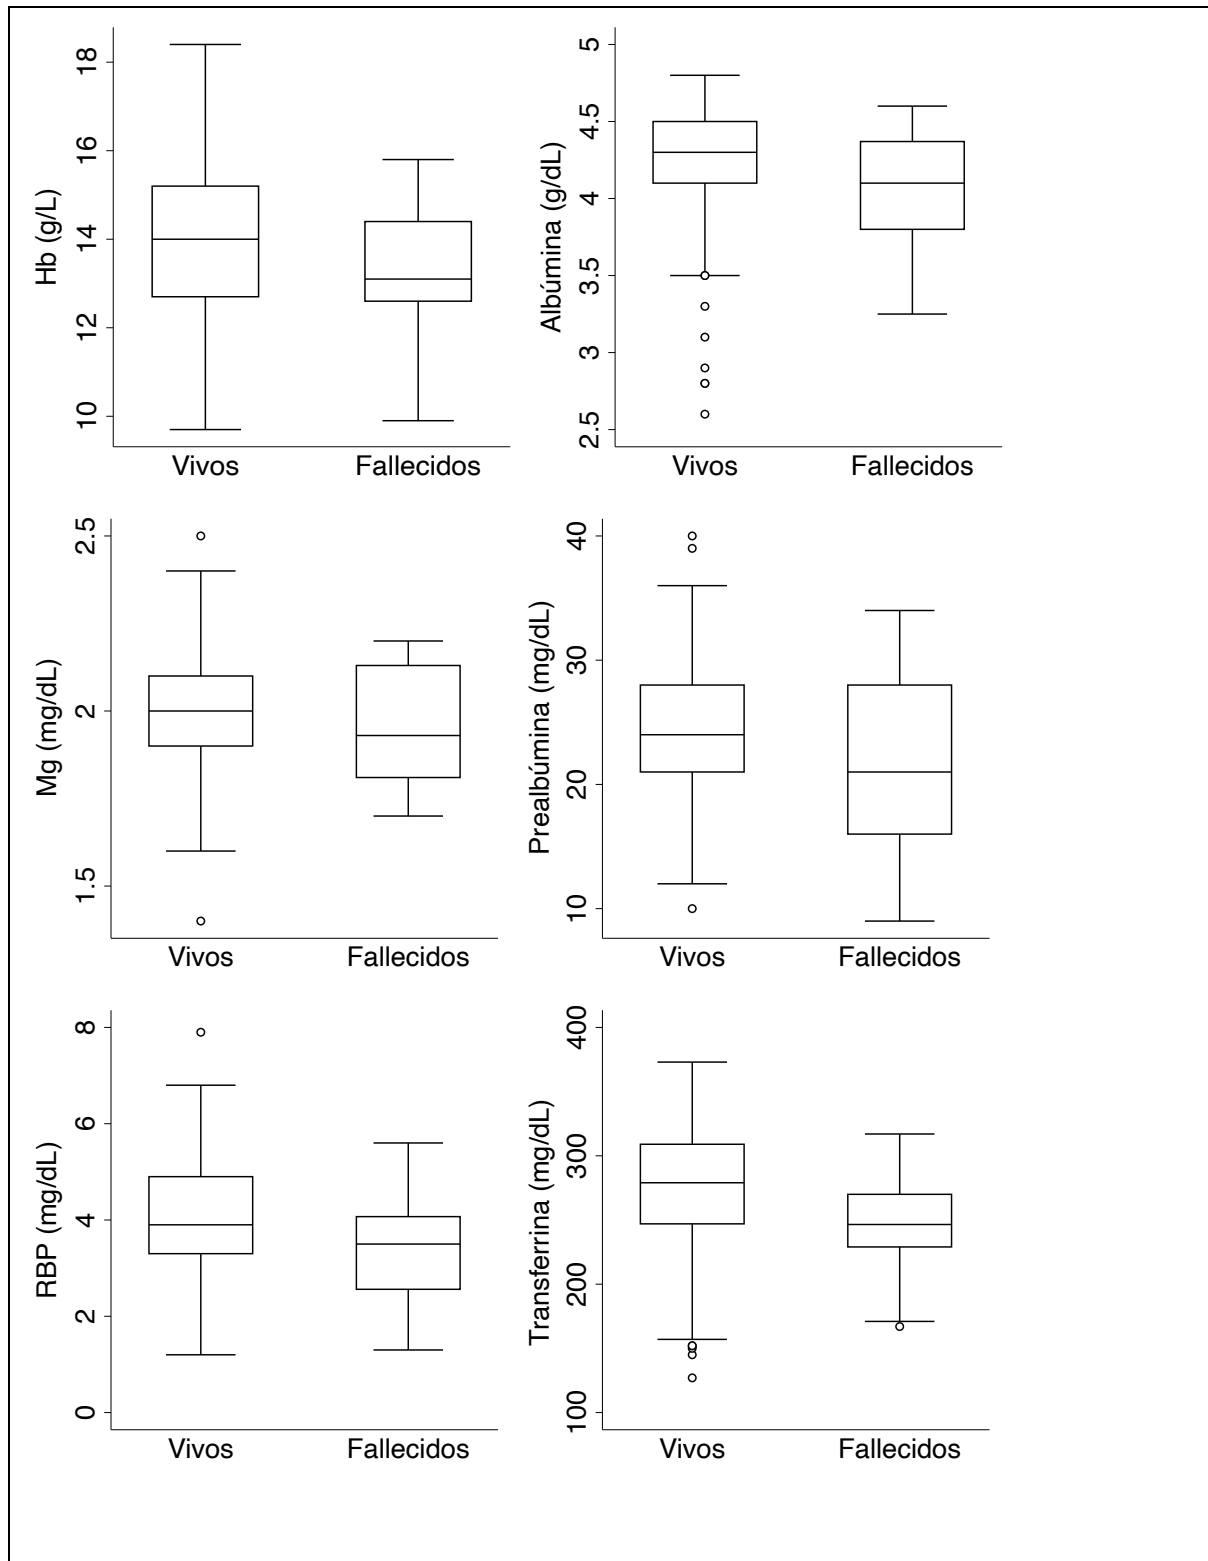 Hb (g/L)
18
16
14
12
10
Vivos Fallecidos
Albúmina (g/dL)
5
4.5
4
3.5
3
2.5
Vivos Fallecidos
Mg (mg/dL)
2.5
2
1.5
Vivos Fallecidos
Prealbúmina (mg/dL)
40
30
20
10
Vivos Fallecidos
RBP (mg/dL)
8
6
4
2
0
Vivos Fallecidos
Transferrina (mg/dL)
400
300
200
100
Vivos Fallecidos